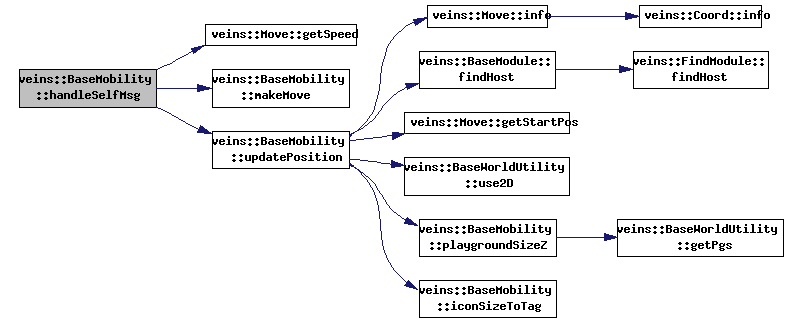 veins::BaseMobility
::handleSelfMsg
veins::Move::getSpeed
veins::BaseMobility
::makeMove
veins::BaseMobility
::updatePosition
veins::Move::info
veins::Coord::info
veins::BaseModule::
findHost
veins::FindModule::
findHost
veins::Move::getStartPos
veins::BaseWorldUtility
::use2D
veins::BaseMobility
::playgroundSizeZ
veins::BaseWorldUtility
::getPgs
veins::BaseMobility
::iconSizeToTag